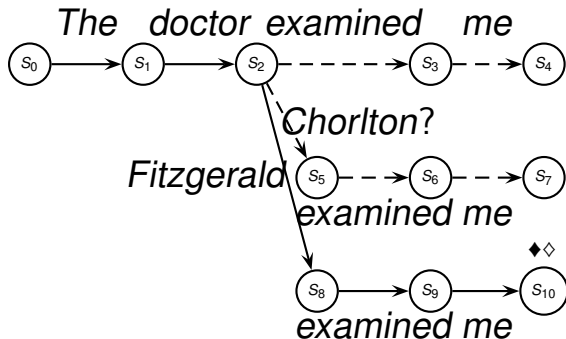 The doctor examined me
S0 S1 S2 S3 S4
Chorlton?
Fitzgerald
S5 S6 S7
examined me
♦◊
S8 S9 S10
examined me